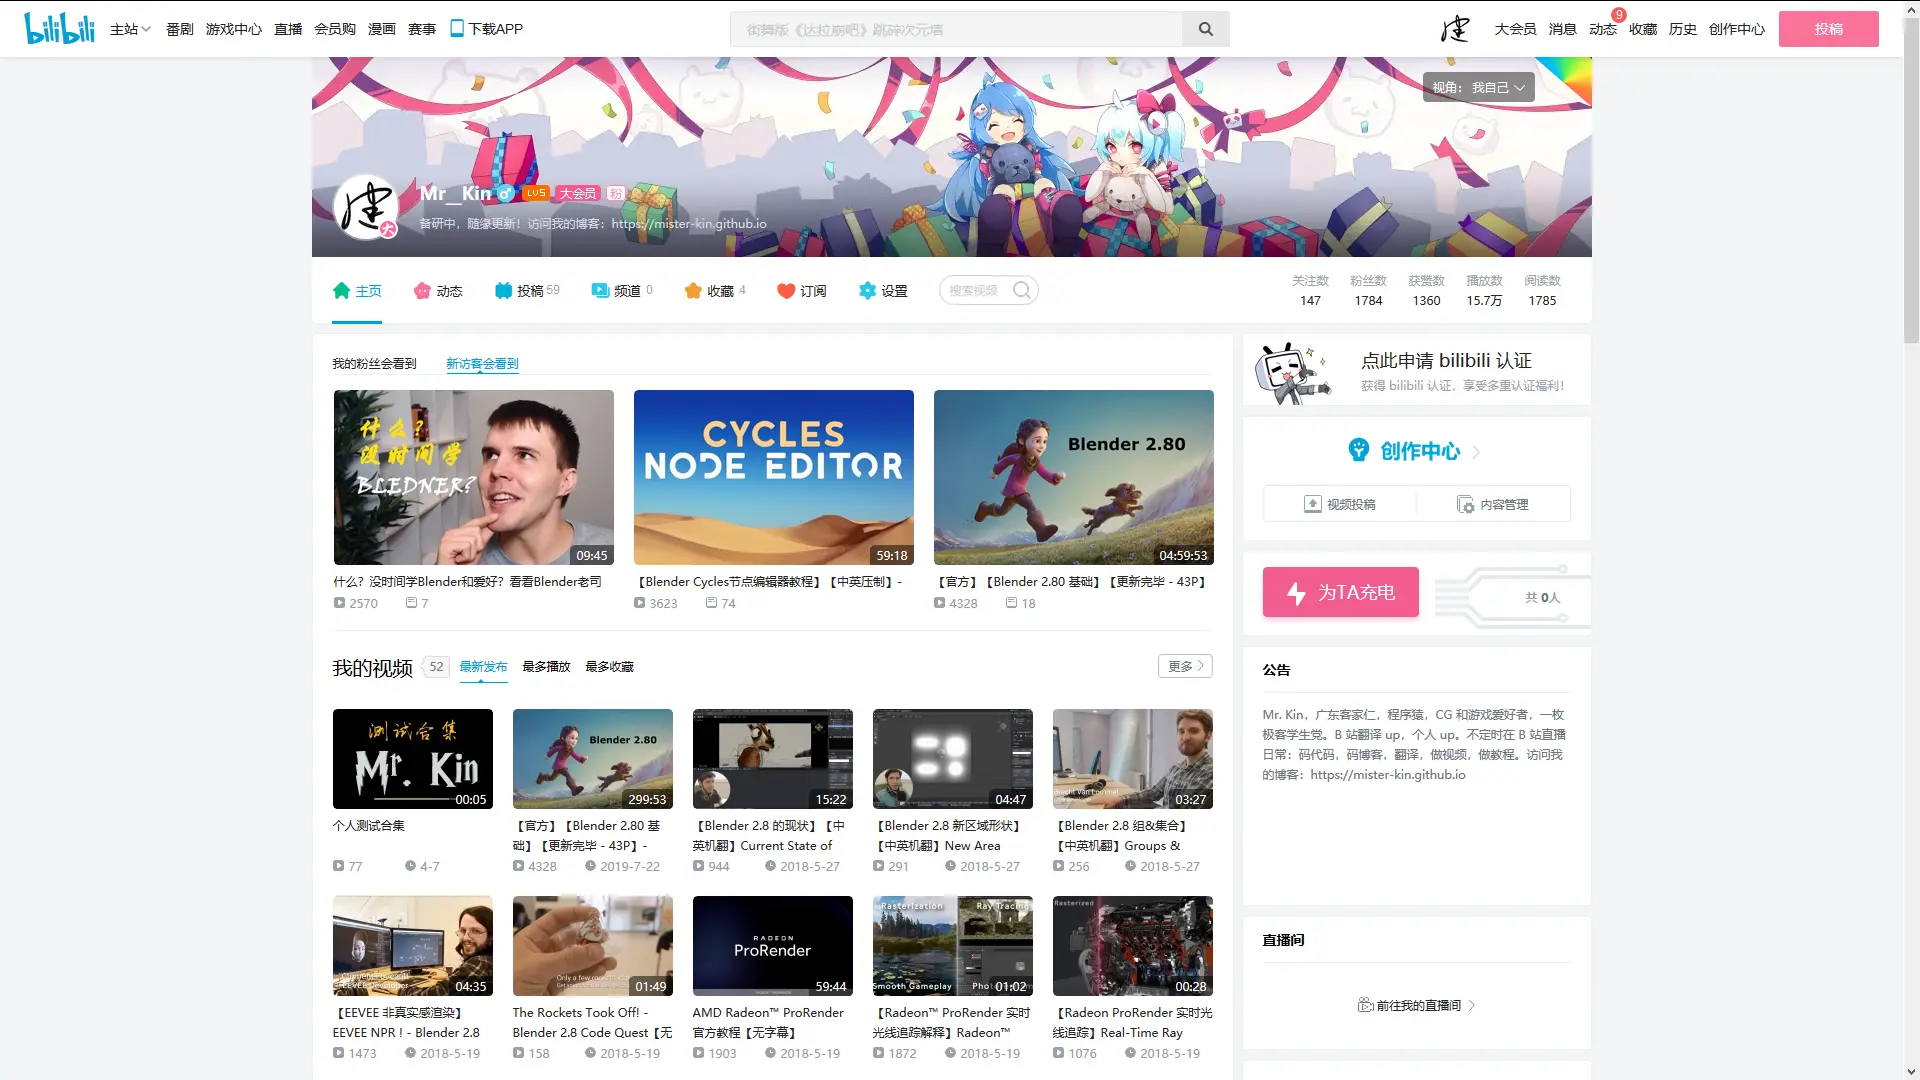 bilibili 主站 番剧 游戏中心 直播 会员购 漫画 赛事 下载APP
街舞版《达拉崩吧》跳碎次元墙
大会员 消息 动态 9 收藏 历史 创作中心 投稿
视角： 我自己
Mr__Kin LV5 大会员 粉
大
备研中，随缘更新！访问我的博客：https://mister-kin.github.io
主页 动态 投稿 59 频道 0 收藏 4 订阅 设置 搜索视频
关注数 粉丝数 获赞数 播放数 阅读数
147 1784 1360 15.7万 1785
我的粉丝会看到 新访客会看到
什么？
没时间学
BLEDNER?
09:45
CYCLES
NODE EDITOR
59:18
Blender 2.80
04:59:53
什么？没时间学Blender和爱好？看看Blender老司
2570 7
【Blender Cycles节点编辑器教程】【中英压制】-
3623 74
【官方】【Blender 2.80 基础】【更新完毕 - 43P】
4328 18
我的视频 52 最新发布 最多播放 最多收藏 更多
测试合集
Mr. Kin
00:05
个人测试合集
77 4-7
Blender 2.80
299:53
【官方】【Blender 2.80 基
础】【更新完毕 - 43P】-
4328 2019-7-22
15:22
【Blender 2.8 的现状】【中
英机翻】Current State of
944 2018-5-27
04:47
【Blender 2.8 新区域形状】
【中英机翻】New Area
291 2018-5-27
Brecht Van Lommel
03:27
【Blender 2.8 组&集合】
【中英机翻】Groups &
256 2018-5-27
04:35
【EEVEE 非真实感渲染】
EEVEE NPR ! - Blender 2.8
1473 2018-5-19
Only a few rocks
01:49
The Rockets Took Off! -
Blender 2.8 Code Quest【无
158 2018-5-19
RADEON
ProRender
59:44
AMD Radeon™ ProRender
官方教程【无字幕】
1903 2018-5-19
Rasterization Ray Tracing
Smooth Gameplay Phot
01:02
【Radeon™ ProRender 实时
光线追踪解释】Radeon™
1872 2018-5-19
Rasterized
00:28
【Radeon ProRender 实时光
线追踪】Real-Time Ray
1076 2018-5-19
点此申请 bilibili 认证
获得 bilibili 认证，享受多重认证福利！
创作中心
视频投稿 内容管理
为TA充电 共 0人
公告
Mr. Kin，广东客家仁，程序猿，CG 和游戏爱好者，一枚
极客学生党。B 站翻译 up，个人 up。不定时在 B 站直播
日常：码代码，码博客，翻译，做视频，做教程。访问我
的博客：https://mister-kin.github.io
直播间
前往我的直播间